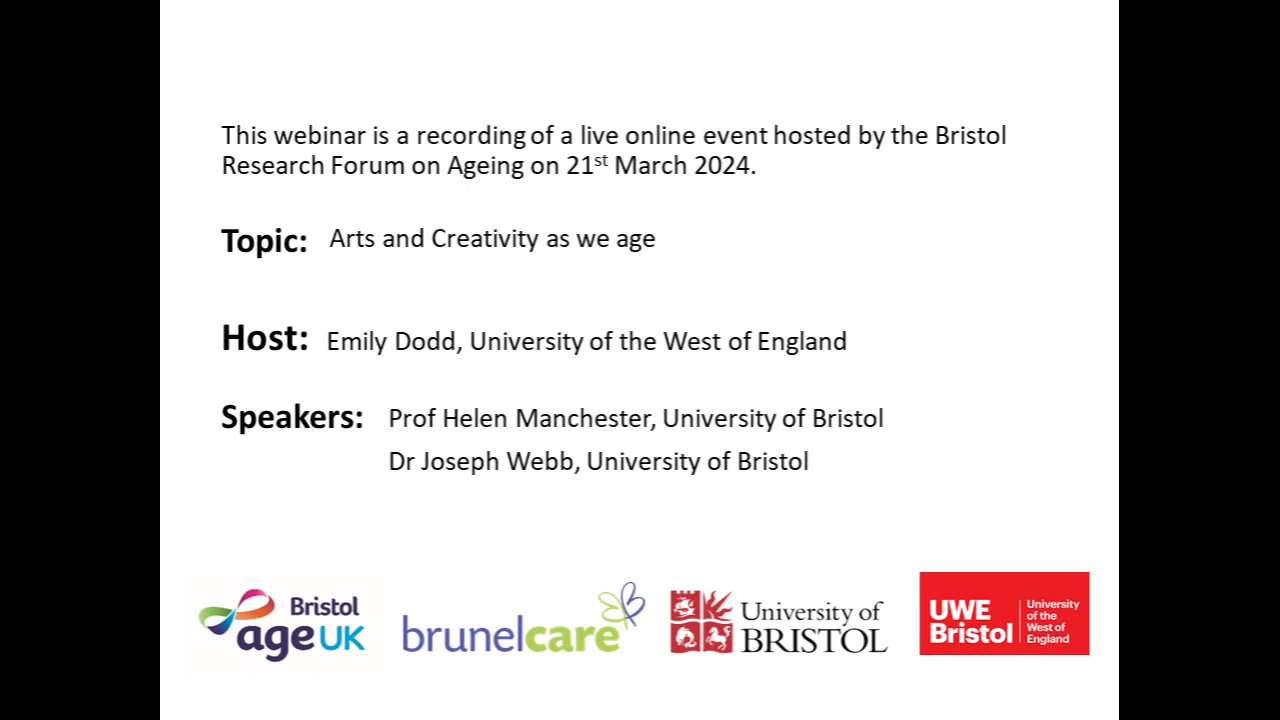 This webinar is a recording of a live online event hosted by the Bristol
Research Forum on Ageing on 21st March 2024.
Topic: Arts and Creativity as we age
Host: Emily Dodd, University of the West of England
Speakers: Prof Helen Manchester, University of Bristol
Dr Joseph Webb, University of Bristol
Bristol
age UK
brunelcare
University of
BRISTOL
UWE
Bristol
University
of the
West of
England